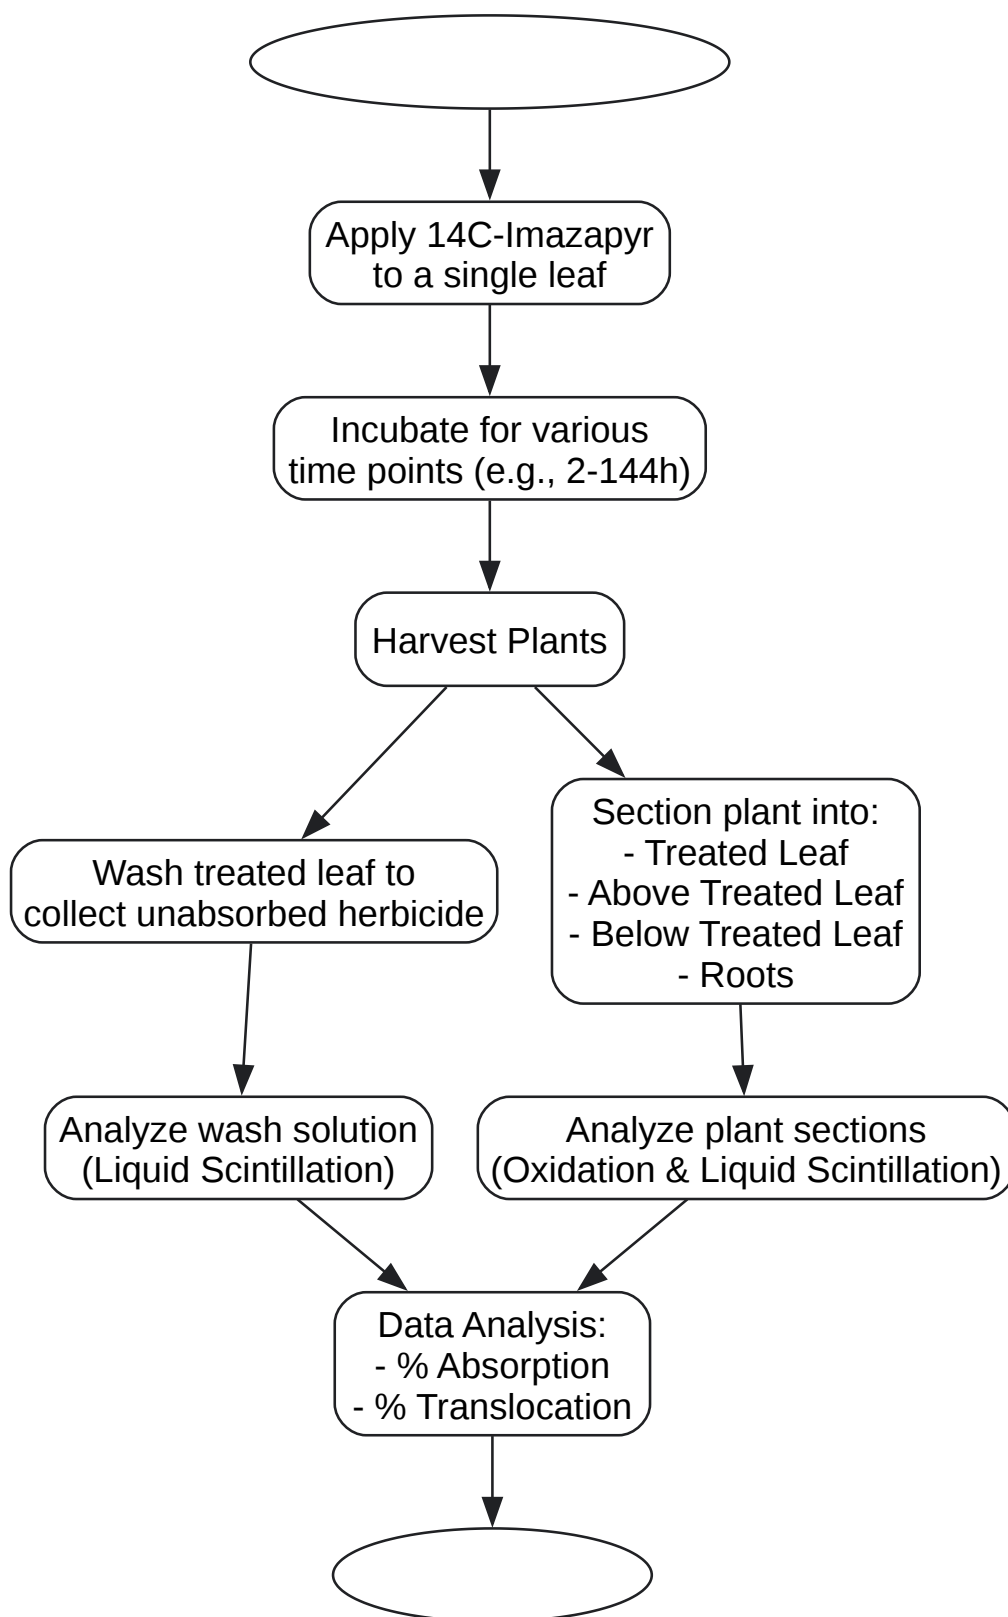 Apply 14C-Imazapyr
to a single leaf
Incubate for various
time points (e.g., 2-144h)
Harvest Plants
Wash treated leaf to
collect unabsorbed herbicide
Section plant into:
- Treated Leaf
- Above Treated Leaf
- Below Treated Leaf
- Roots
Analyze wash solution
(Liquid Scintillation)
Analyze plant sections
(Oxidation & Liquid Scintillation)
Data Analysis:
- % Absorption
- % Translocation